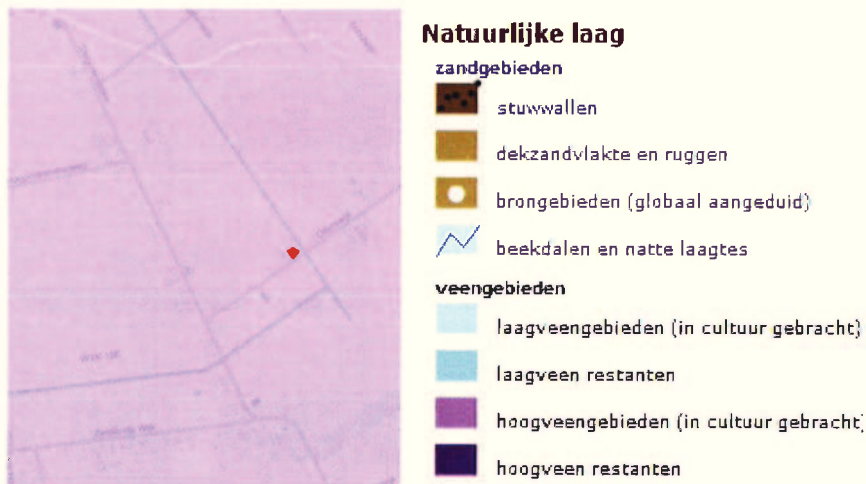 Natuurlijke laag
zandgebieden
stuwwallen
dekzandvlakte en ruggen
brongebieden (globaal aangeduid)
beekdalen en natte laagtes
veengebieden
laagveengebieden (in cultuur gebracht)
laagveen restanten
hoogveengebieden (in cultuur gebracht)
hoogveen restanten